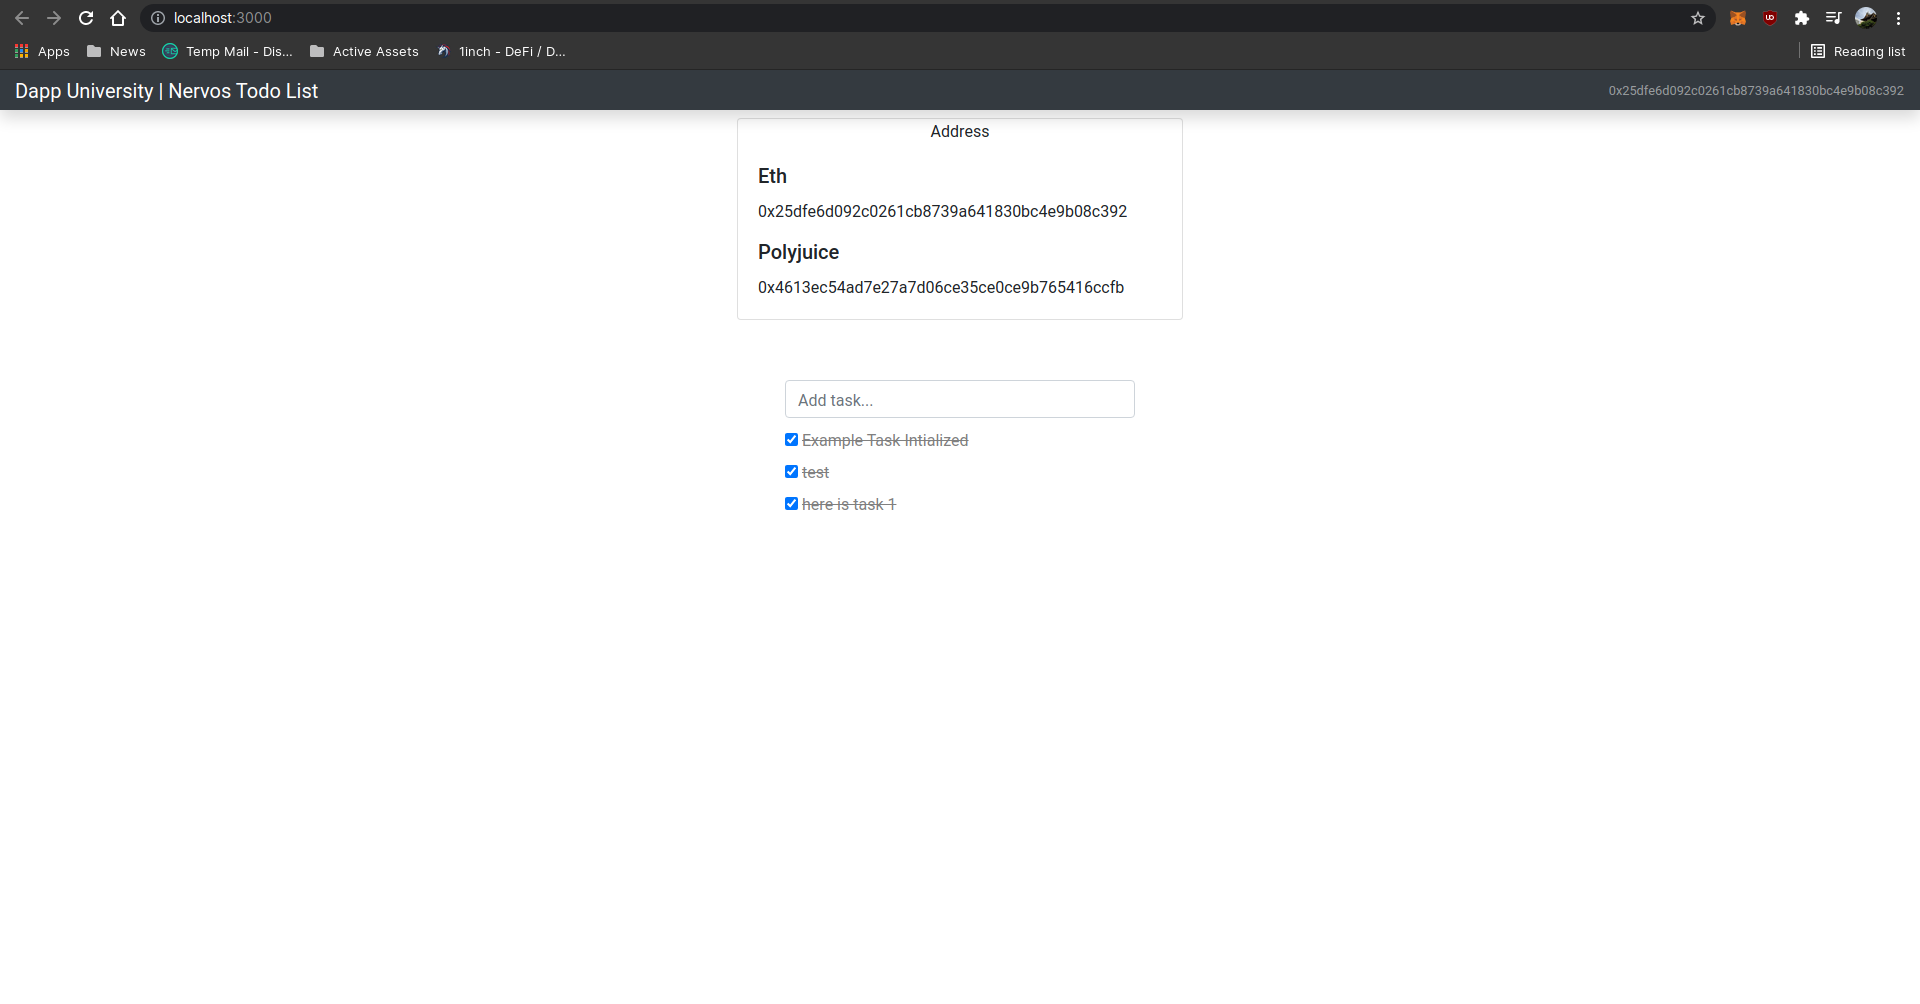 localhost:3000
Apps News Temp Mail - Dis... Active Assets 1inch - DeFi / D... Reading list
Dapp University | Nervos Todo List 0x25dfe6d092c0261cb8739a641830bc4e9b08c392
Address
Eth
0x25dfe6d092c0261cb8739a641830bc4e9b08c392
Polyjuice
0x4613ec54ad7e27a7d06ce35ce0ce9b765416ccfb
Add task...
Example Task Intialized
test
here is task 1